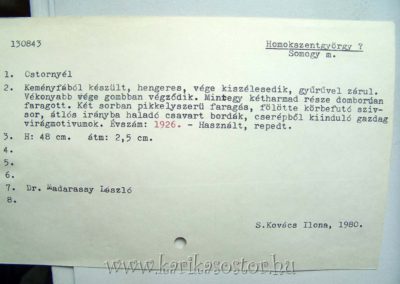 130843
Homokszentgyörgy ?
Somogy m.
1. Ostornyél
2. Keményfából készült, hengeres, vége kiszélesedik, gyűrűvel zárul.
Vékonyabb vége gombban végződik. Mintegy kétharmad része domborúan
faragott. Két sorban pikkelyszerű faragás, fölötte körbefutó szív-
sor, átlós irányba haladó csavart bordák, cserépből kiinduló gazdag
virágmotivumok. Évszám: 1926. - Használt, repedt.
3. H: 48 cm. átm: 2,5 cm.
4.
5.
6.
7. Dr. Madarassy László
8.
S.Kovács Ilona, 1980.
www.karikasostor.hu